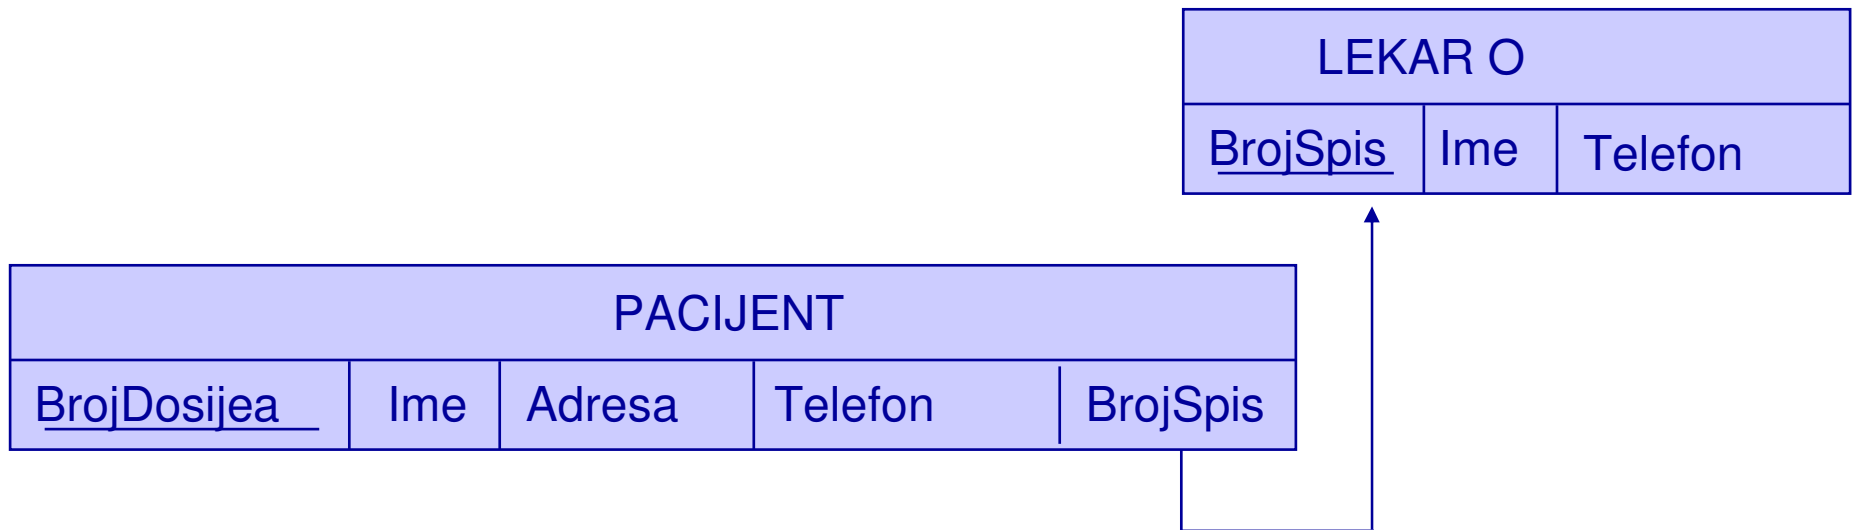 LEKAR O
BrojSpis Ime Telefon
PACIJENT
BrojDosijea Ime Adresa Telefon BrojSpis